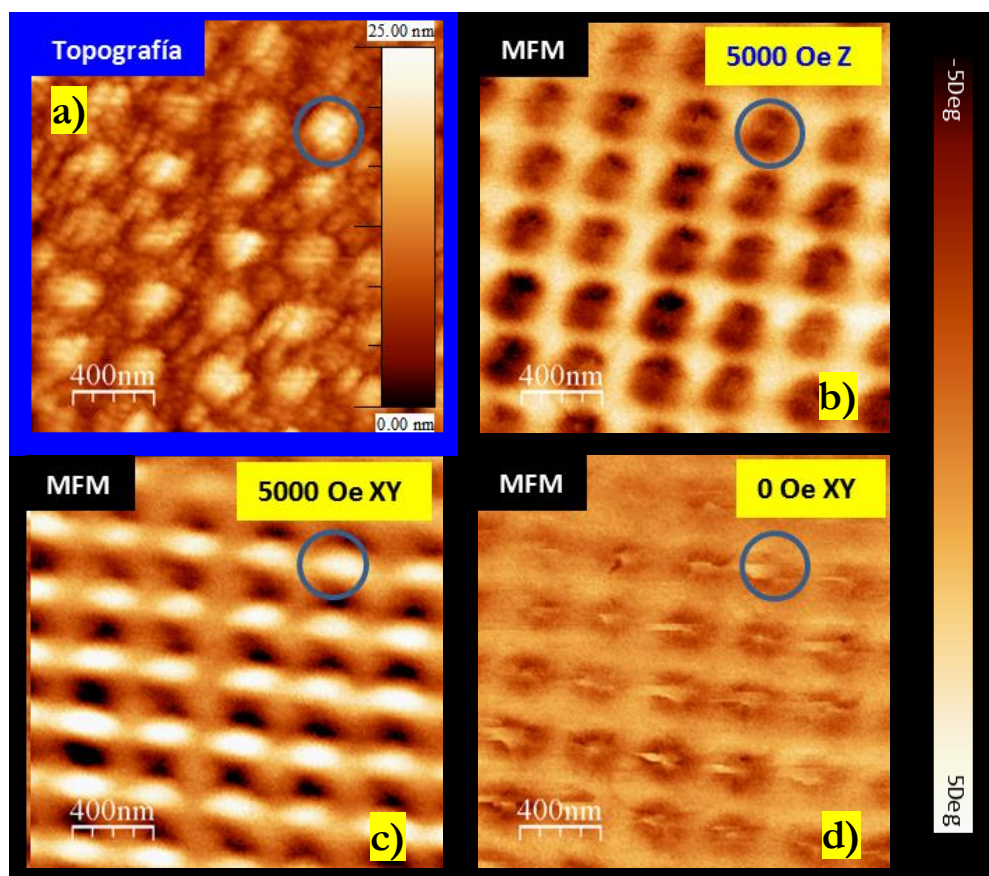 Topografía
25.00 nm
a)
400nm
0.00 nm
MFM
5000 Oe Z
400nm
b)
-5Deg
5Deg
MFM
5000 Oe XY
400nm
c)
MFM
0 Oe XY
400nm
d)